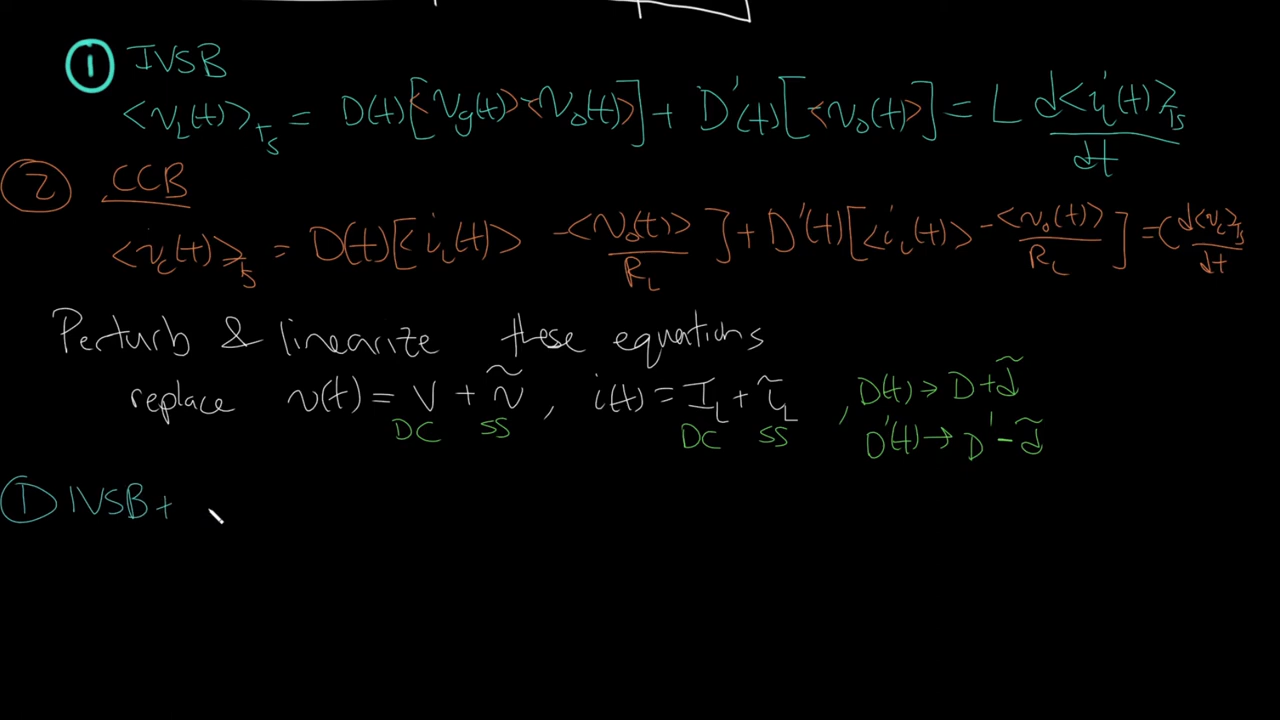 ① IVSB
<v_L(t)>_Ts = D(t)[<v_g(t)> - <v_o(t)>] + D'(t)[<v_o(t)>] = L d<i_L(t)>_Ts / dt
② CCB
<i_c(t)>_Ts = D(t)[<i_L(t)> - <v_o(t)> / R_L] + D'(t)[<i_L(t)> - <v_o(t)> / R_L] = C d<v_c>_Ts / dt
Perturb & linearize these equations
replace v(t) = V + ṽ, i(t) = I_L + ĩ_L, D(t) → D + d̃
DC SS DC SS D'(t) → D' - d̃
① IVSB +